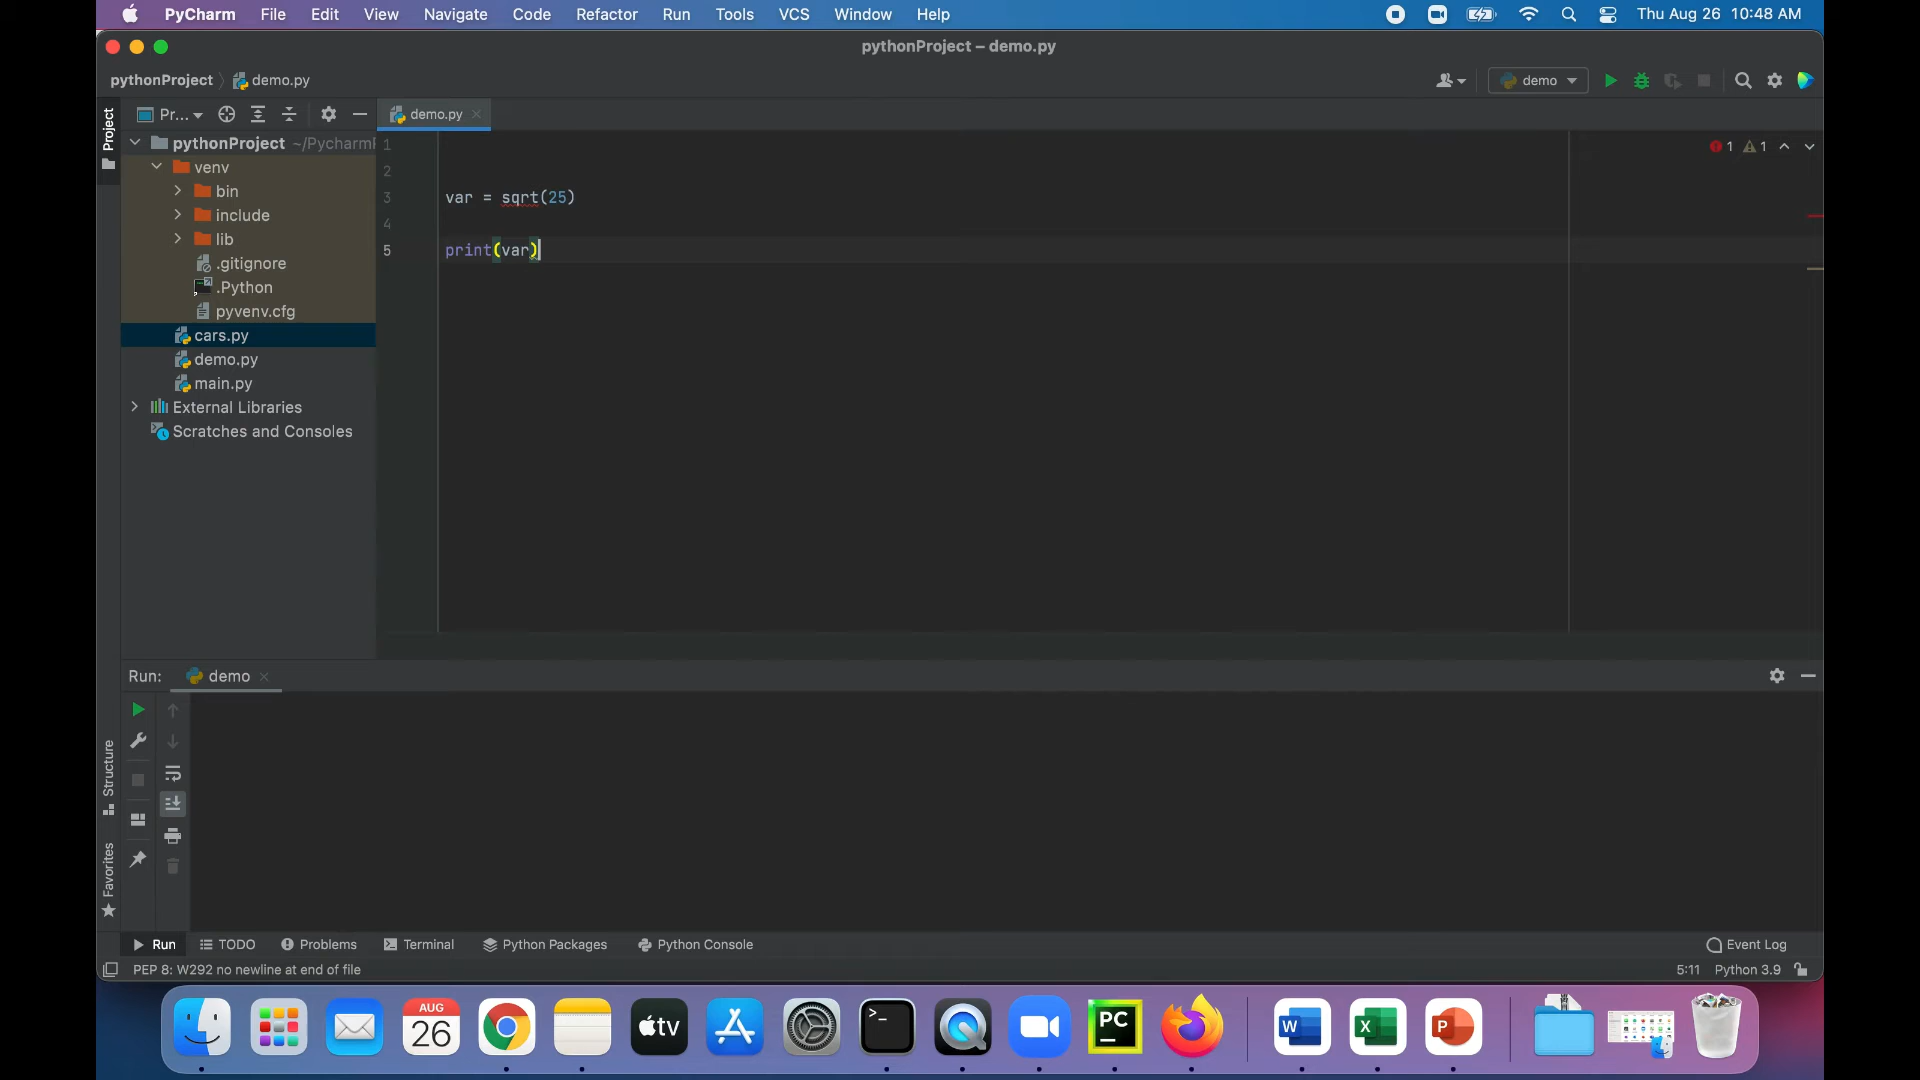 PyCharm File Edit View Navigate Code Refactor Run Tools VCS Window Help Thu Aug 26 10:48 AM
pythonProject – demo.py
pythonProject demo.py demo
Project Pr... demo.py
pythonProject ~/Pycharm
1
venv 1 1
2
bin
3 var = sqrt(25)
include
4
lib
5 print(var)
.gitignore
.Python
pyvenv.cfg
cars.py
demo.py
main.py
External Libraries
Scratches and Consoles
Run: demo
Structure
Favorites
Run TODO Problems Terminal Python Packages Python Console Event Log
PEP 8: W292 no newline at end of file 5:11 Python 3.9
AUG
26
tv
>_
PC
W
X
P